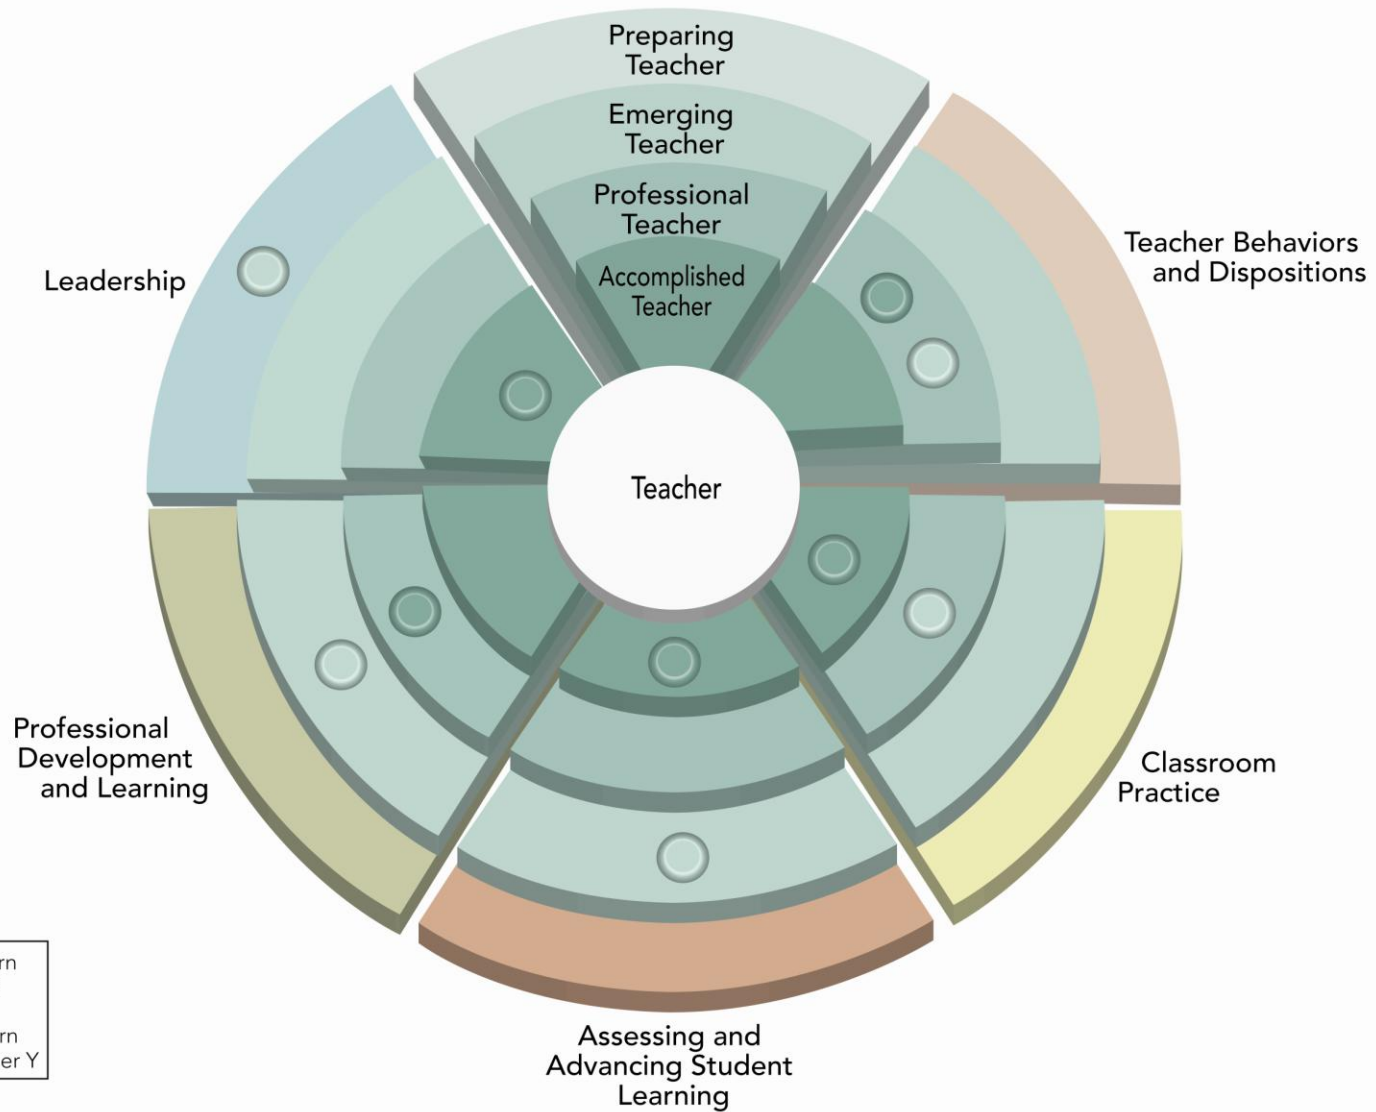 Preparing
Teacher
Emerging
Teacher
Professional
Teacher
Accomplished
Teacher
Teacher Behaviors
and Dispositions
Leadership
Teacher
Professional
Development
and Learning
Classroom
Practice
Assessing and
Advancing Student
Learning